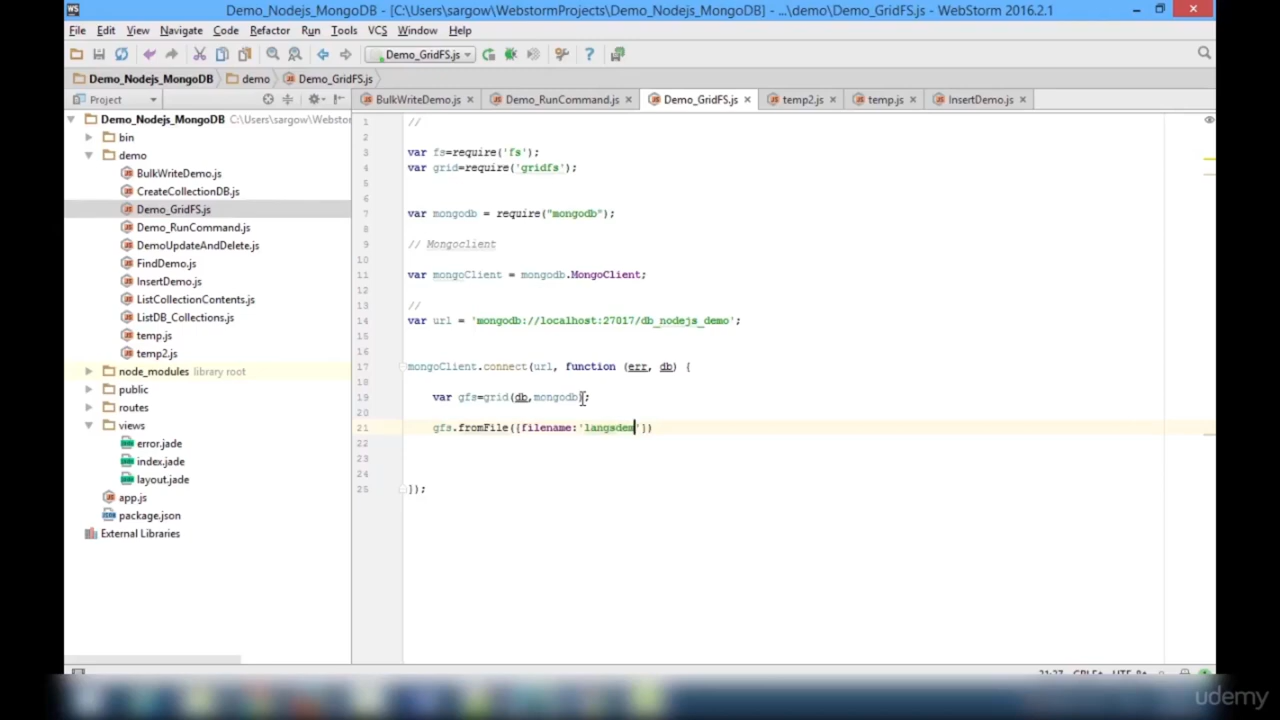 Demo_Nodejs_MongoDB - [C:\Users\sargow\WebstormProjects\Demo_Nodejs_MongoDB] - ...\demo\Demo_GridFS.js - WebStorm 2016.2.1
File Edit View Navigate Code Refactor Run Tools VCS Window Help
Demo_GridFS.js
Demo_Nodejs_MongoDB demo Demo_GridFS.js
Project BulkWriteDemo.js Demo_RunCommand.js Demo_GridFS.js temp2.js temp.js InsertDemo.js
Demo_Nodejs_MongoDB C:\Users\sargow\Webstor
bin
demo
BulkWriteDemo.js
CreateCollectionDB.js
Demo_GridFS.js
Demo_RunCommand.js
DemoUpdateAndDelete.js
FindDemo.js
InsertDemo.js
ListCollectionContents.js
ListDB_Collections.js
temp.js
temp2.js
node_modules library root
public
routes
views
error.jade
index.jade
layout.jade
app.js
package.json
External Libraries
1 //
2
3 var fs=require('fs');
4 var grid=require('gridfs');
5
6
7 var mongodb = require("mongodb");
8
9 // Mongoclient
10
11 var mongoClient = mongodb.MongoClient;
12
13 //
14 var url = 'mongodb://localhost:27017/db_nodejs_demo';
15
16
17 mongoClient.connect(url, function (err, db) {
18
19 var gfs=grid(db,mongodb);
20
21 gfs.fromFile({filename:'langsdem'})
22
23
24
25 });
udemy